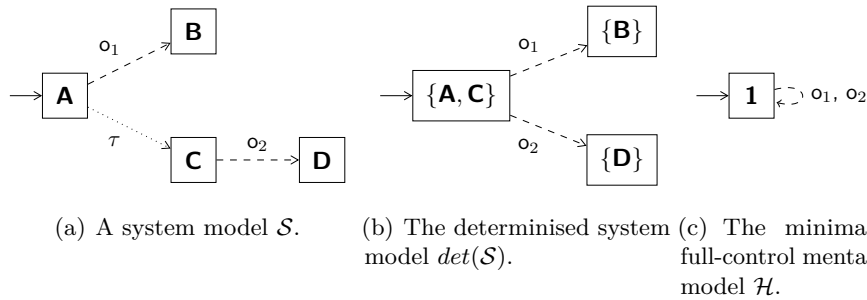 o₁
B
A
τ
C
o₂
D
{A, C}
o₁
{B}
o₂
{D}
1
o₁, o₂
(a) A system model S.
(b) The determinised system
model det(S).
(c) The minima
full-control menta
model H.